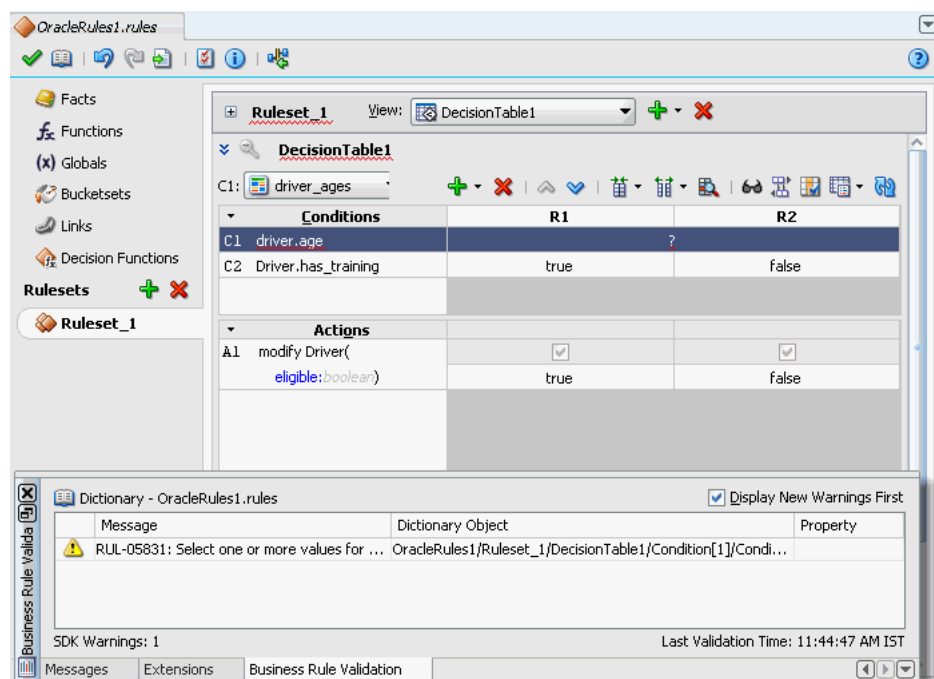 OracleRules1.rules
Facts
Functions
Globals
Bucketsets
Links
Decision Functions
Rulesets
Ruleset_1
Ruleset_1 View: DecisionTable1
DecisionTable1
C1: driver_ages
Conditions R1 R2
C1 driver.age ?
C2 Driver.has_training true false
Actions
A1 modify Driver(
eligible:boolean) true false
Business Rule Valida
Dictionary - OracleRules1.rules Display New Warnings First
Message Dictionary Object Property
RUL-05831: Select one or more values for ... OracleRules1/Ruleset_1/DecisionTable1/Condition[1]/Condi...
SDK Warnings: 1 Last Validation Time: 11:44:47 AM IST
Messages Extensions Business Rule Validation